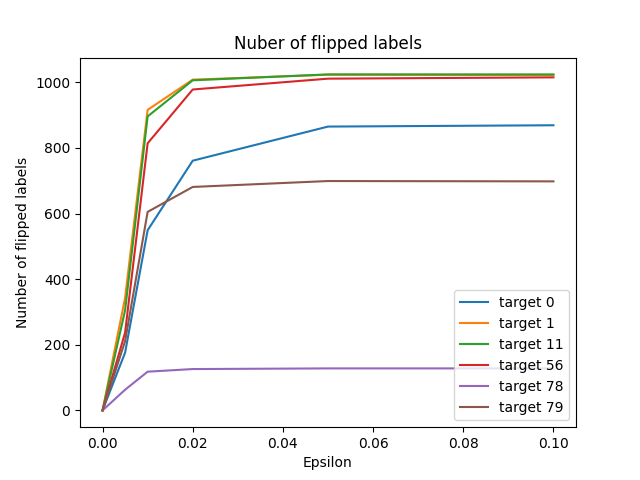 Nuber of flipped labels
Number of flipped labels
1000
800
600
400
200
0
target 0
target 1
target 11
target 56
target 78
target 79
0.00 0.02 0.04 0.06 0.08 0.10
Epsilon